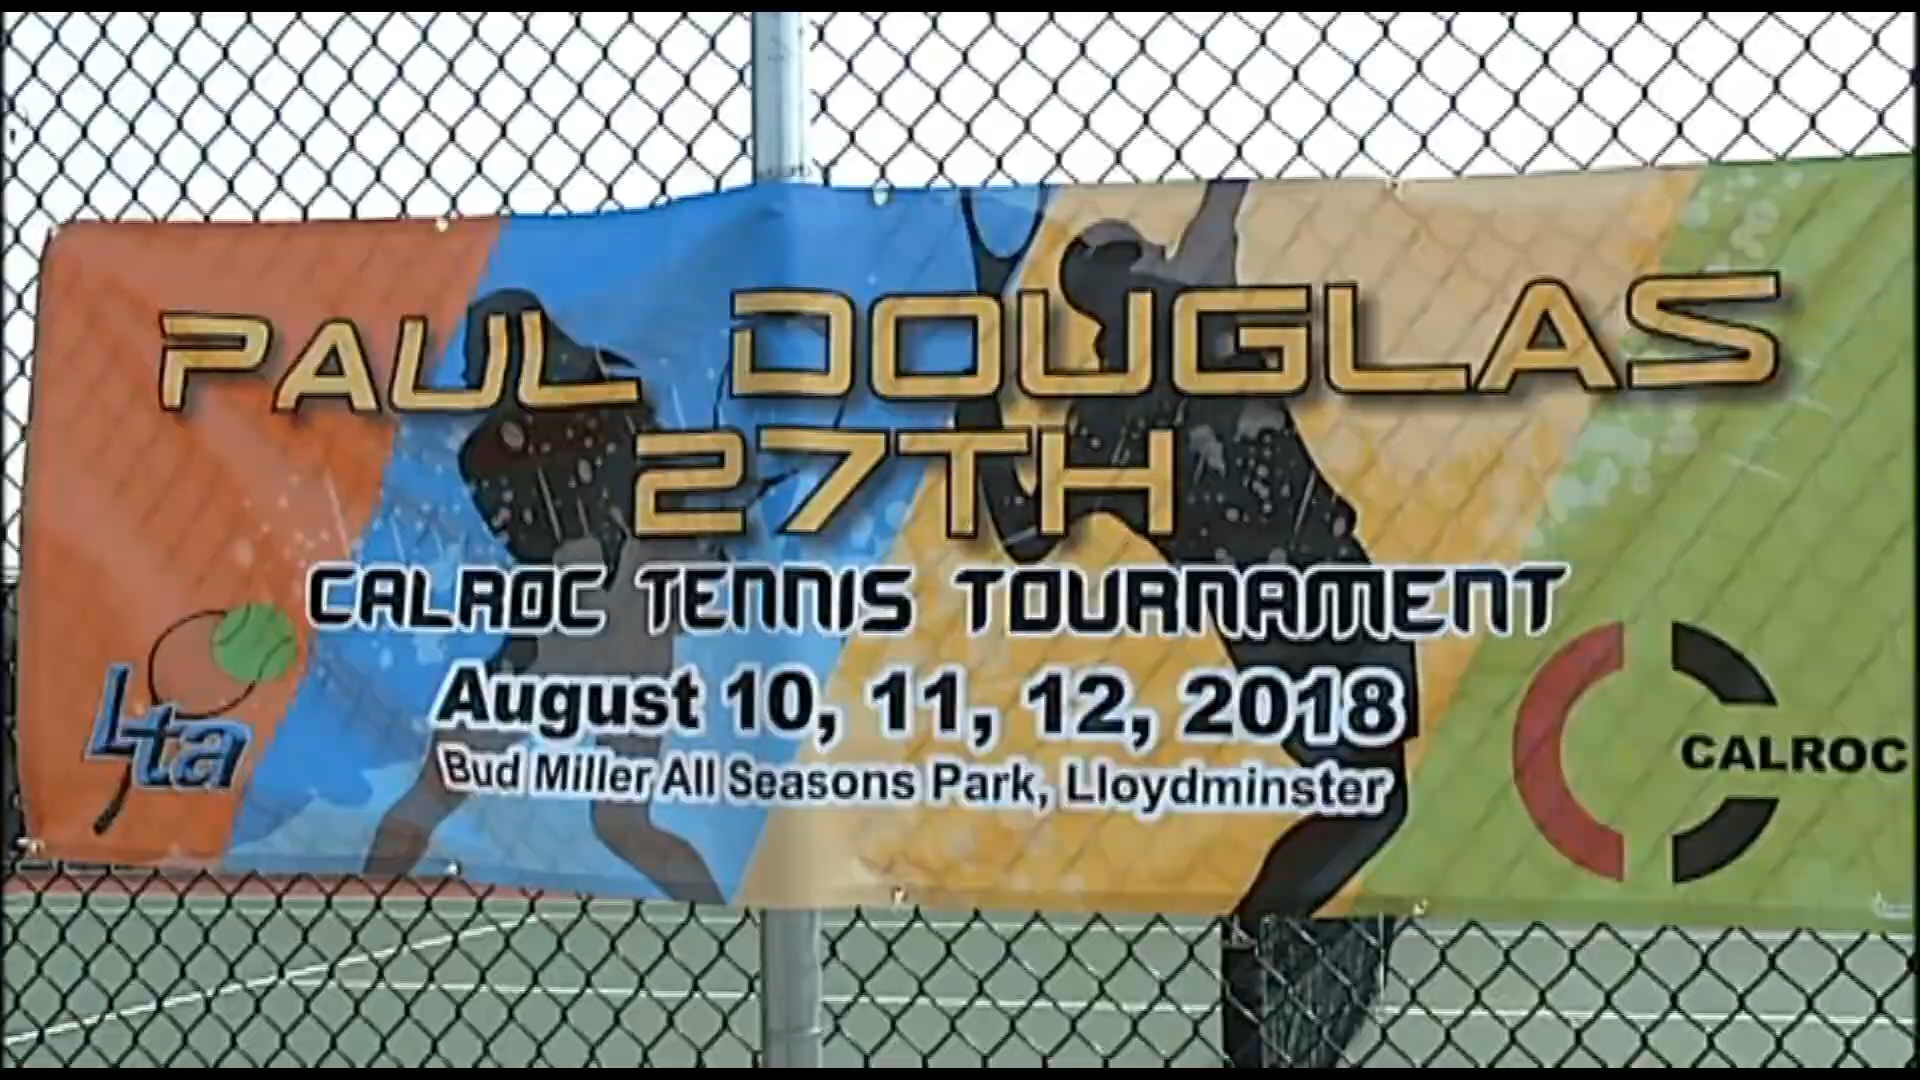 PAUL DOUGLAS
27TH
CALROC TENNIS TOURNAMENT
August 10, 11, 12, 2018
Bud Miller All Seasons Park, Lloydminster
lta
CALROC